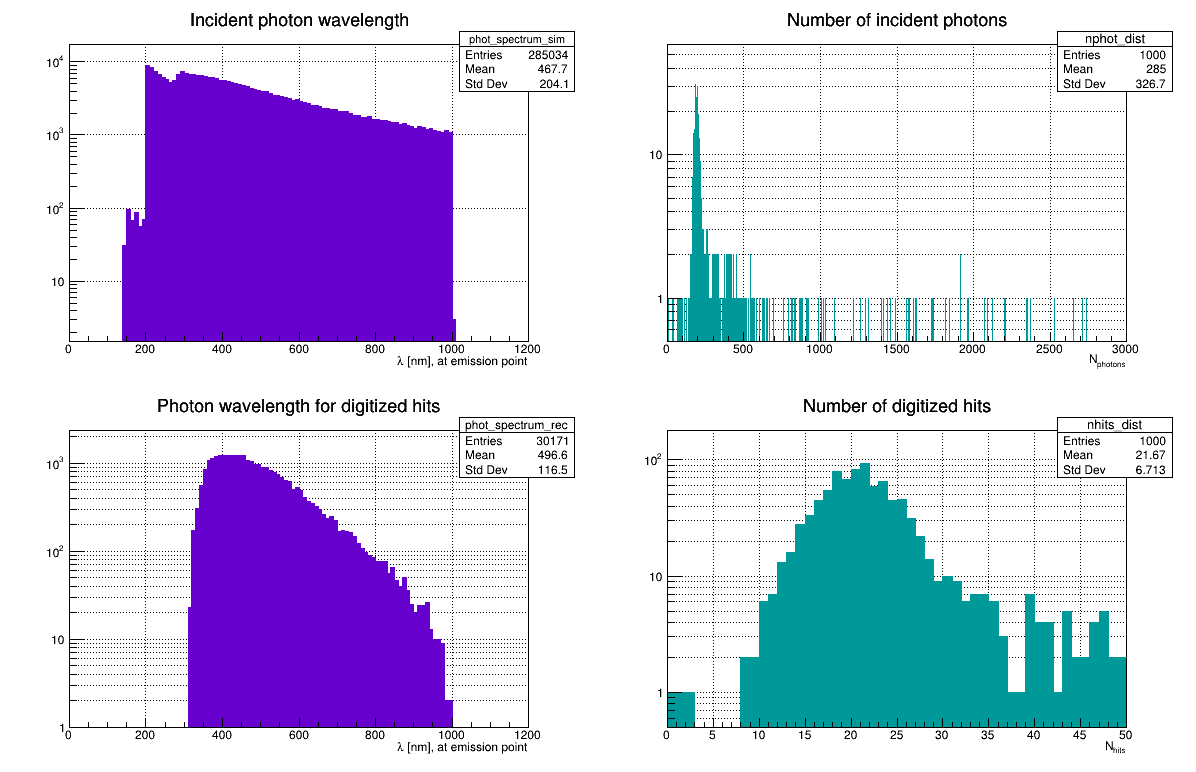 Incident photon wavelength
phot_spectrum_sim
Entries 285034
Mean 467.7
Std Dev 204.1
10^4
10^3
10^2
10
0 200 400 600 800 1000 1200
λ [nm], at emission point
Number of incident photons
nphot_dist
Entries 1000
Mean 285
Std Dev 326.7
10
1
0 500 1000 1500 2000 2500 3000
N_photons
Photon wavelength for digitized hits
phot_spectrum_rec
Entries 30171
Mean 496.6
Std Dev 116.5
10^3
10^2
10
1
0 200 400 600 800 1000 1200
λ [nm], at emission point
Number of digitized hits
nhits_dist
Entries 1000
Mean 21.67
Std Dev 6.713
10^2
10
1
0 5 10 15 20 25 30 35 40 45 50
N_hits